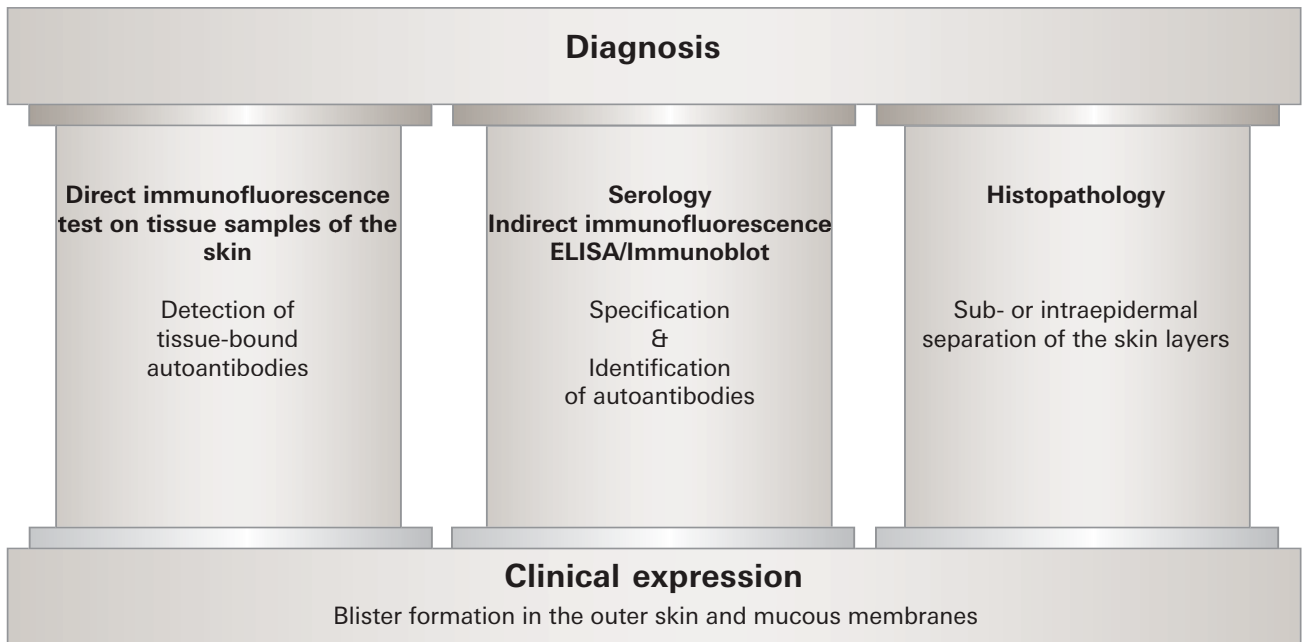 Diagnosis
Direct immunofluorescence
test on tissue samples of the
skin
Detection of
tissue-bound
autoantibodies
Serology
Indirect immunofluorescence
ELISA/Immunoblot
Specification
&
Identification
of autoantibodies
Histopathology
Sub- or intraepidermal
separation of the skin layers
Clinical expression
Blister formation in the outer skin and mucous membranes